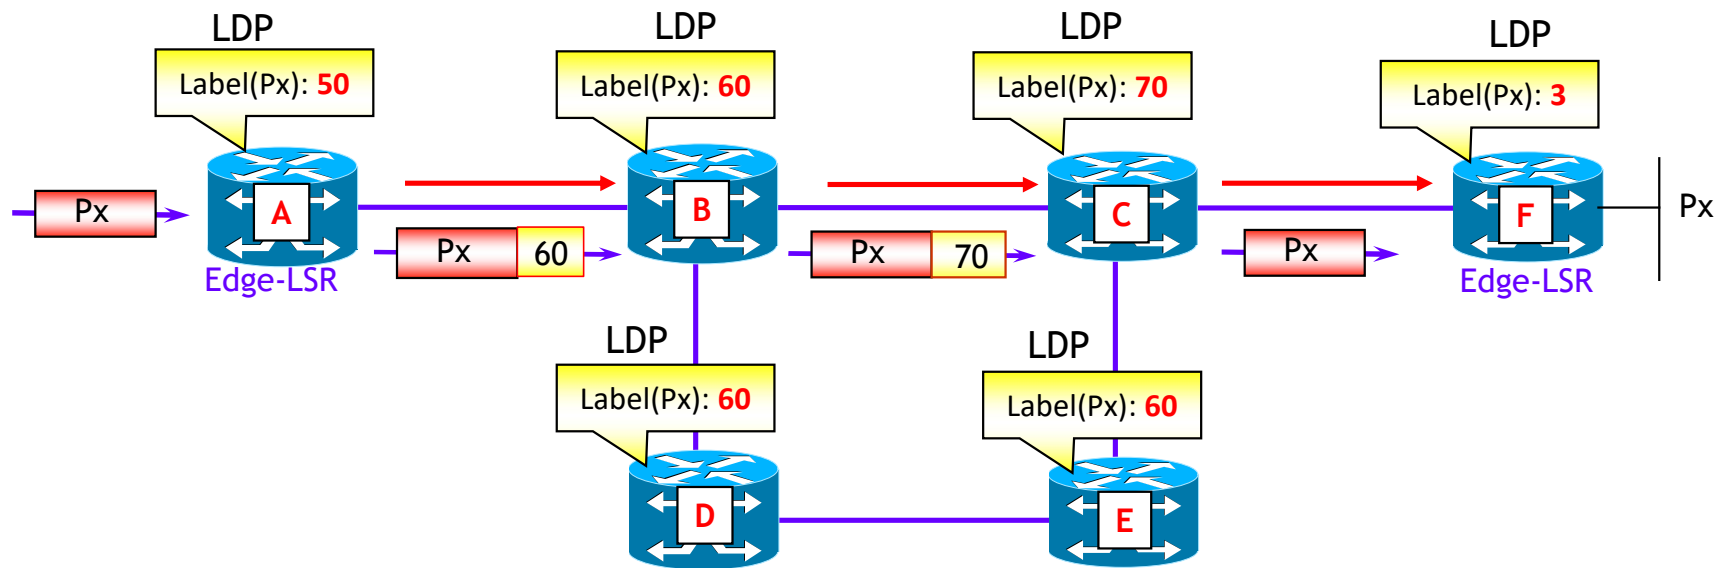 LDP
LDP
LDP
LDP
Label(Px): 50
Label(Px): 60
Label(Px): 70
Label(Px): 3
Px
A
B
C
F
Px
Px 60
Px 70
Px
Edge-LSR
Edge-LSR
LDP
LDP
Label(Px): 60
Label(Px): 60
D
E